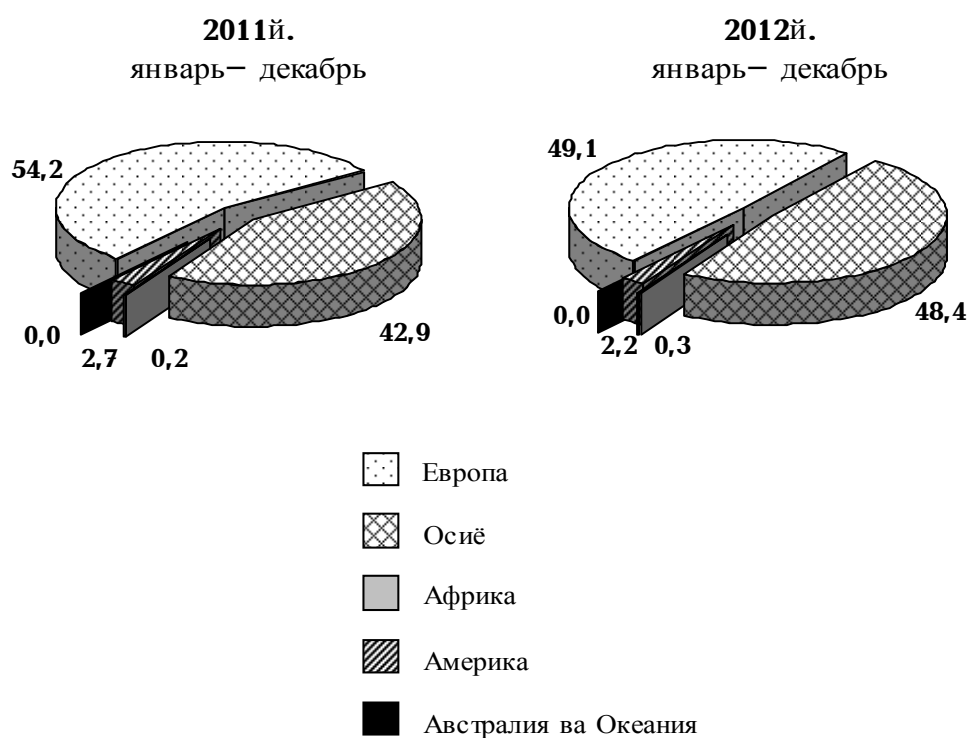 2011й.
январь– декабрь
54,2
0,0
2,7
0,2
42,9
2012й.
январь– декабрь
49,1
0,0
2,2
0,3
48,4
Европа
Осиё
Африка
Америка
Австралия ва Океания